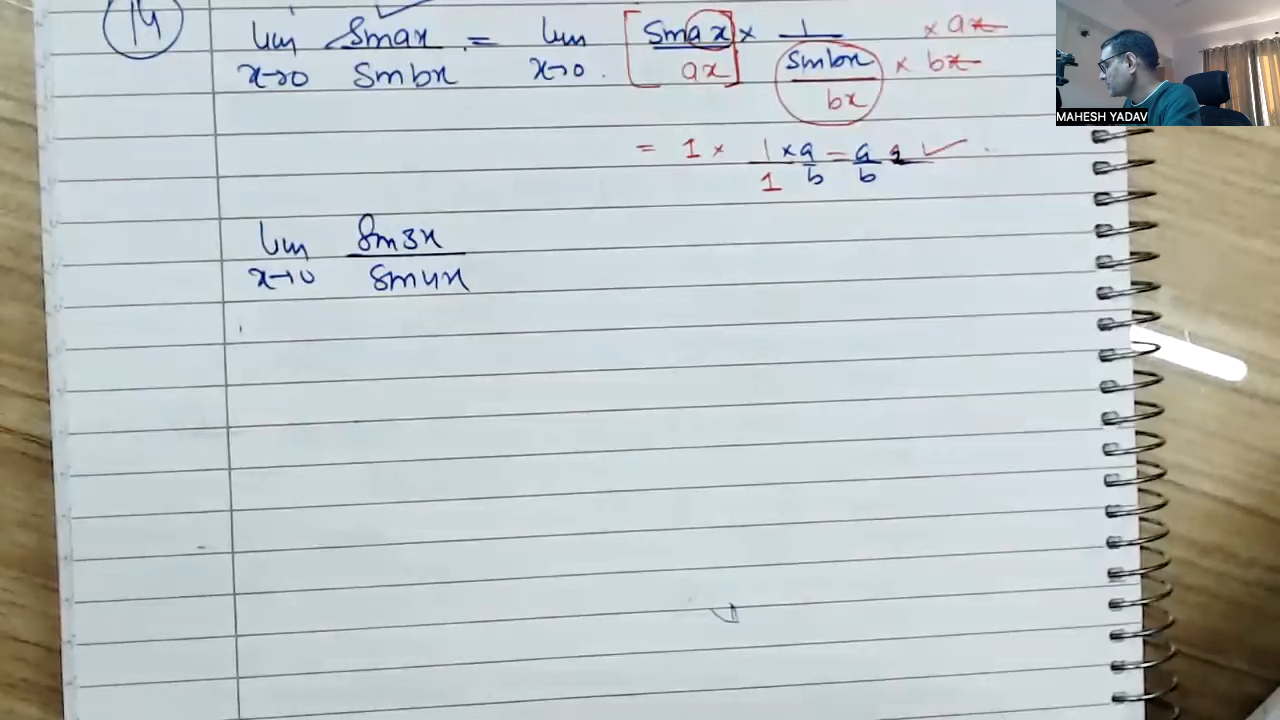 14
lim x→0 Sin ax / Sin bx = lim x→0 [Sin ax / ax] × 1 / (Sin bx / bx) × ax / × bx
= 1 × 1/1 × a/b = a/b
lim x→0 Sin 3x / Sin 4x
MAHESH YADAV